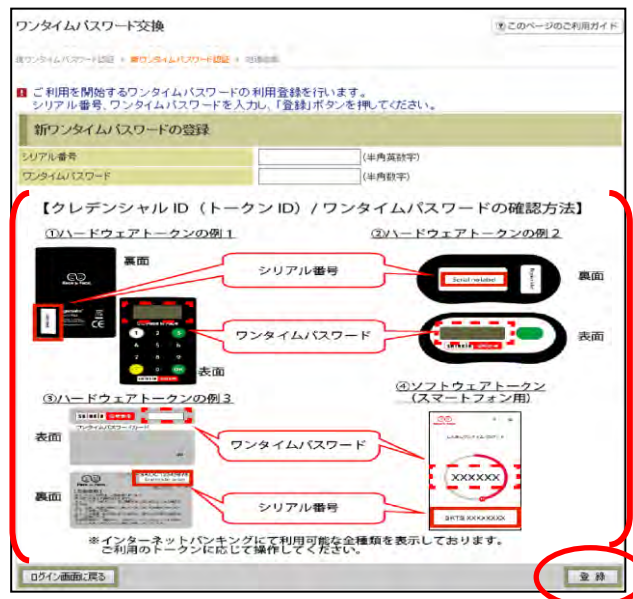 ワンタイムパスワード交換
このページのご利用ガイド
新ワンタイムパスワード認証
ご利用を開始するワンタイムパスワードの利用登録を行います。
シリアル番号、ワンタイムパスワードを入力し、「登録」ボタンを押してください。
新ワンタイムパスワードの登録
シリアル番号
(半角英数字)
ワンタイムパスワード
(半角数字)
【クレデンシャル ID（トークン ID）/ ワンタイムパスワードの確認方法】
①ハードウェアトークンの例 1
②ハードウェアトークンの例 2
裏面
シリアル番号
裏面
ワンタイムパスワード
表面
表面
③ハードウェアトークンの例 3
④ソフトウェアトークン
（スマートフォン用）
表面
ワンタイムパスワード
XXXXXX
裏面
シリアル番号
※インターネットバンキングにて利用可能な全種類を表示しております。
ご利用のトークンに応じて操作してください。
ログイン画面に戻る
登 録